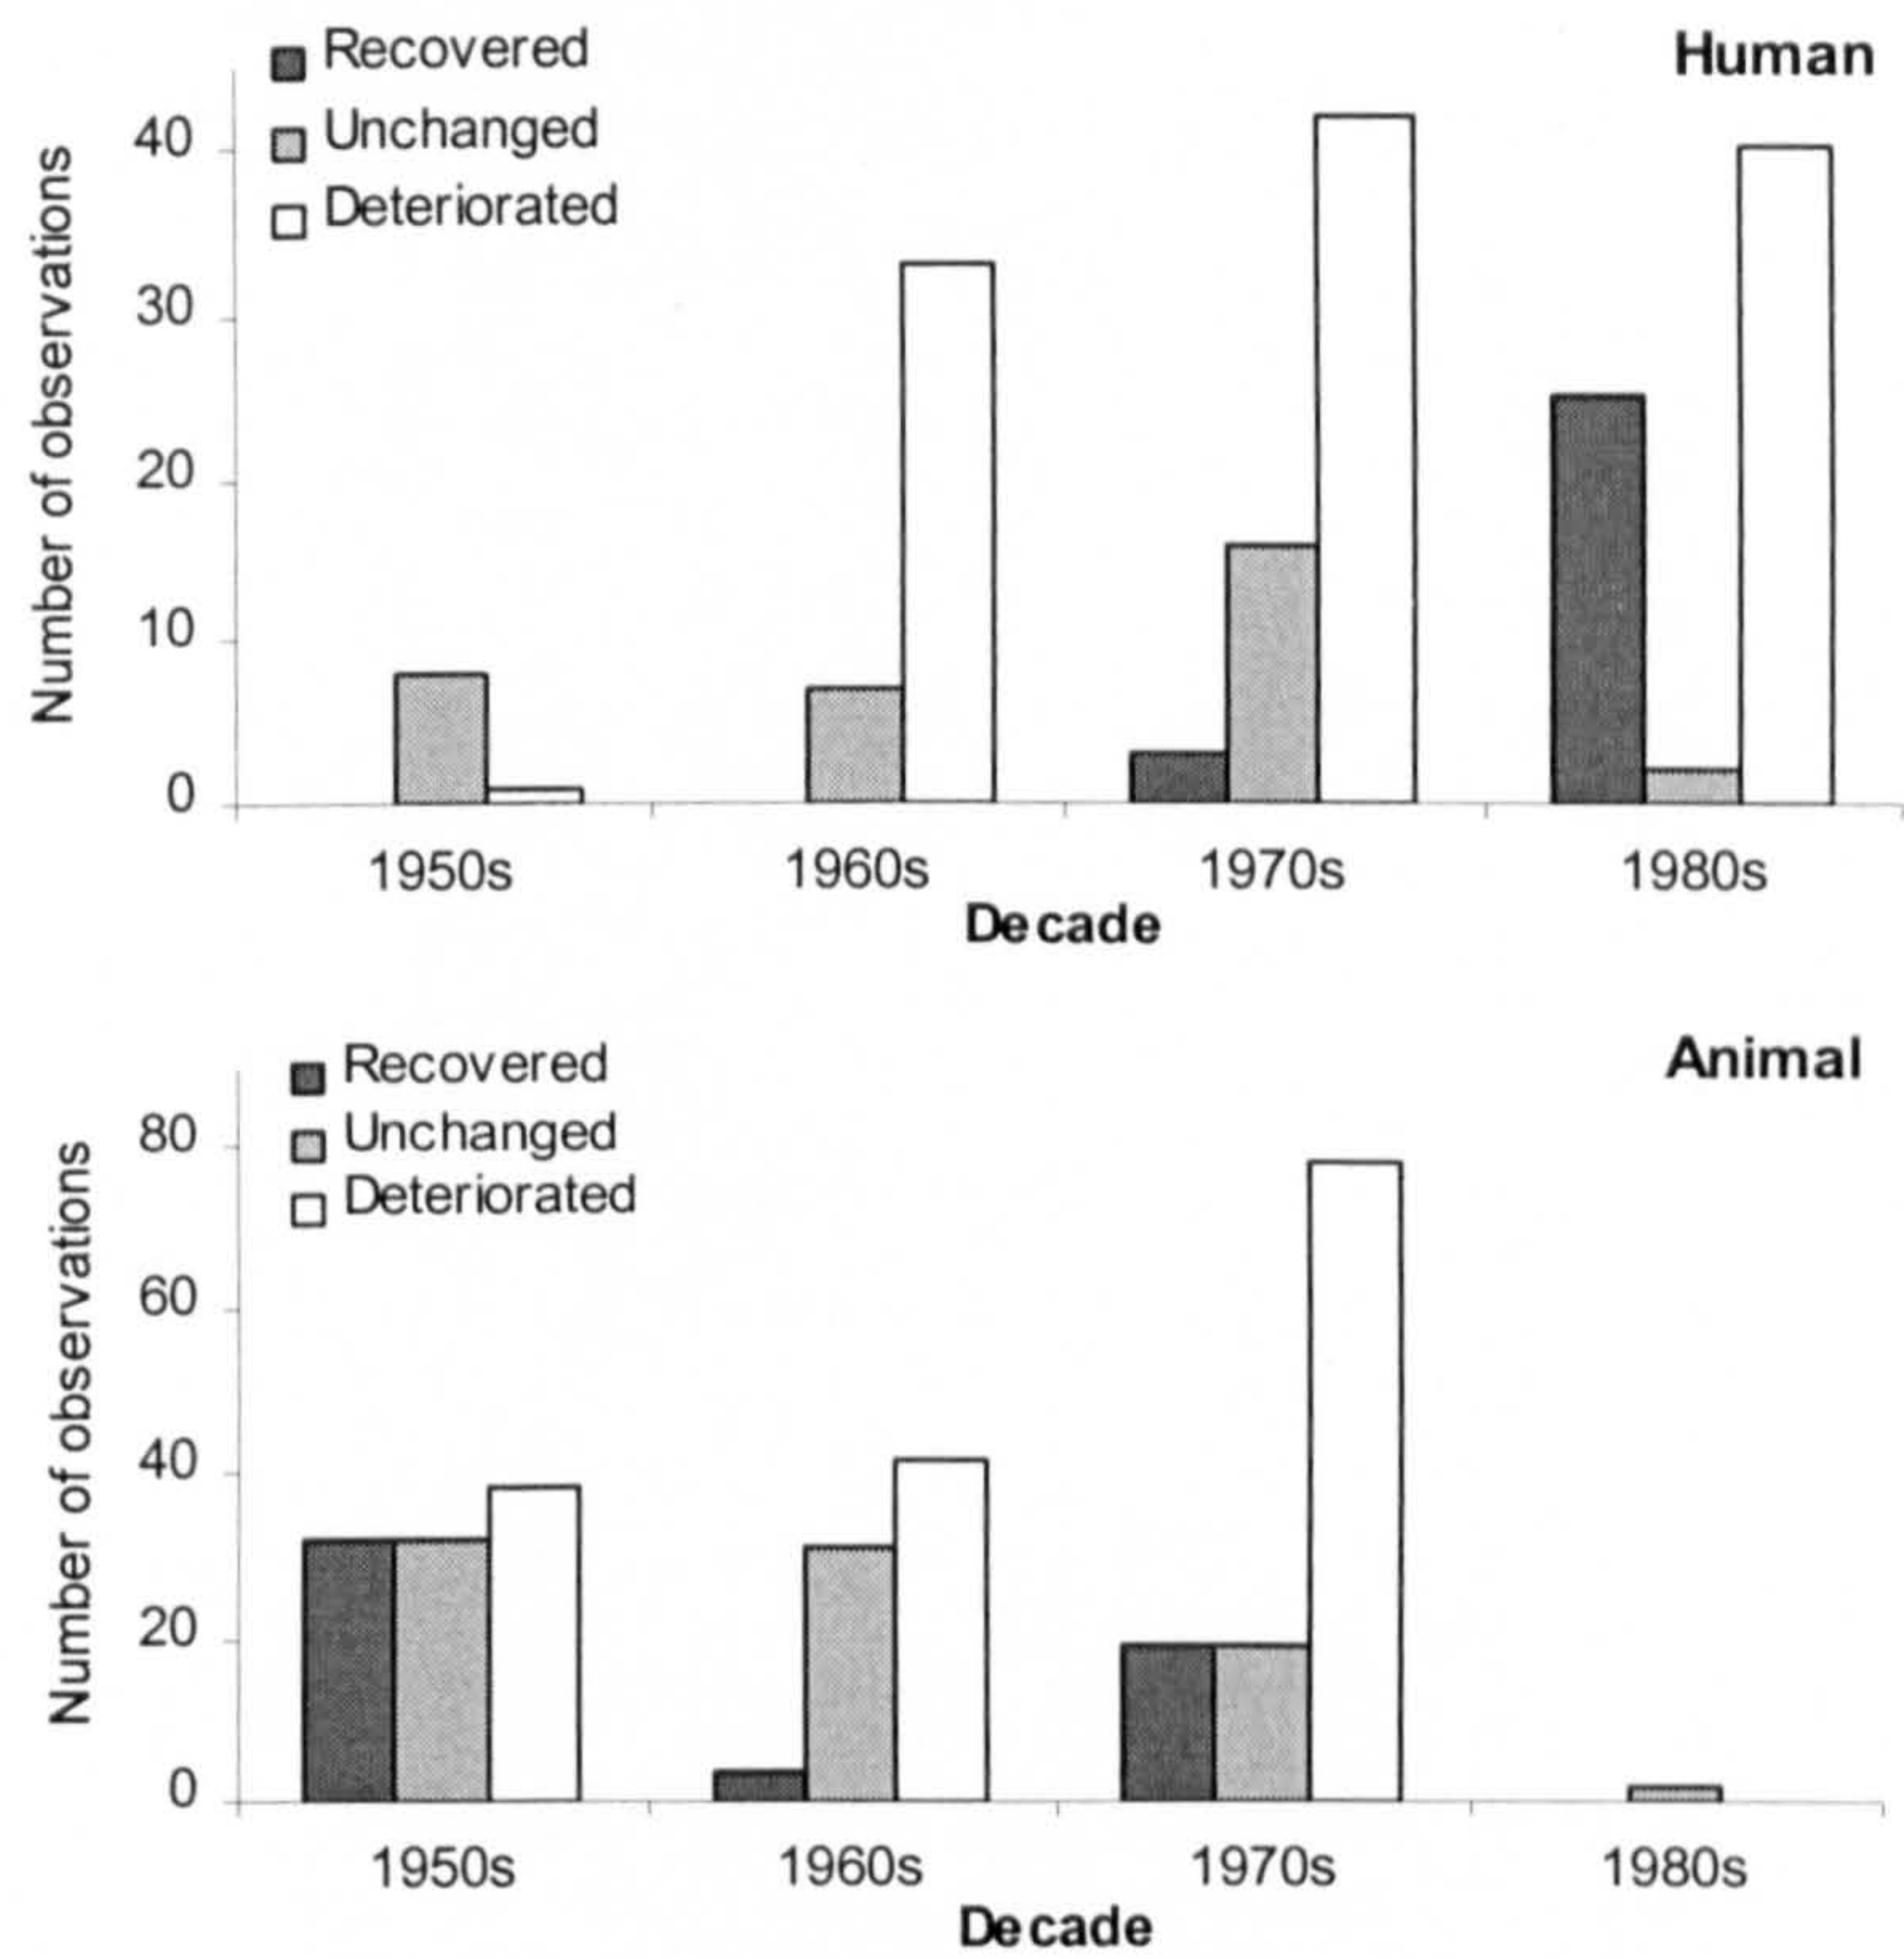 Human
Recovered
Unchanged
Deteriorated
Number of observations
40
30
20
10
0
1950s 1960s 1970s 1980s
Decade
Animal
Recovered
Unchanged
Deteriorated
Number of observations
80
60
40
20
0
1950s 1960s 1970s 1980s
Decade